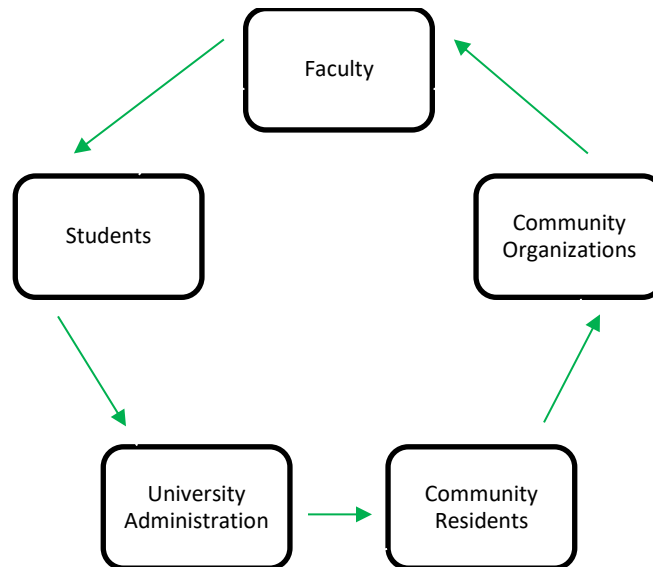 Faculty
Students
Community
Organizations
University
Administration
Community
Residents